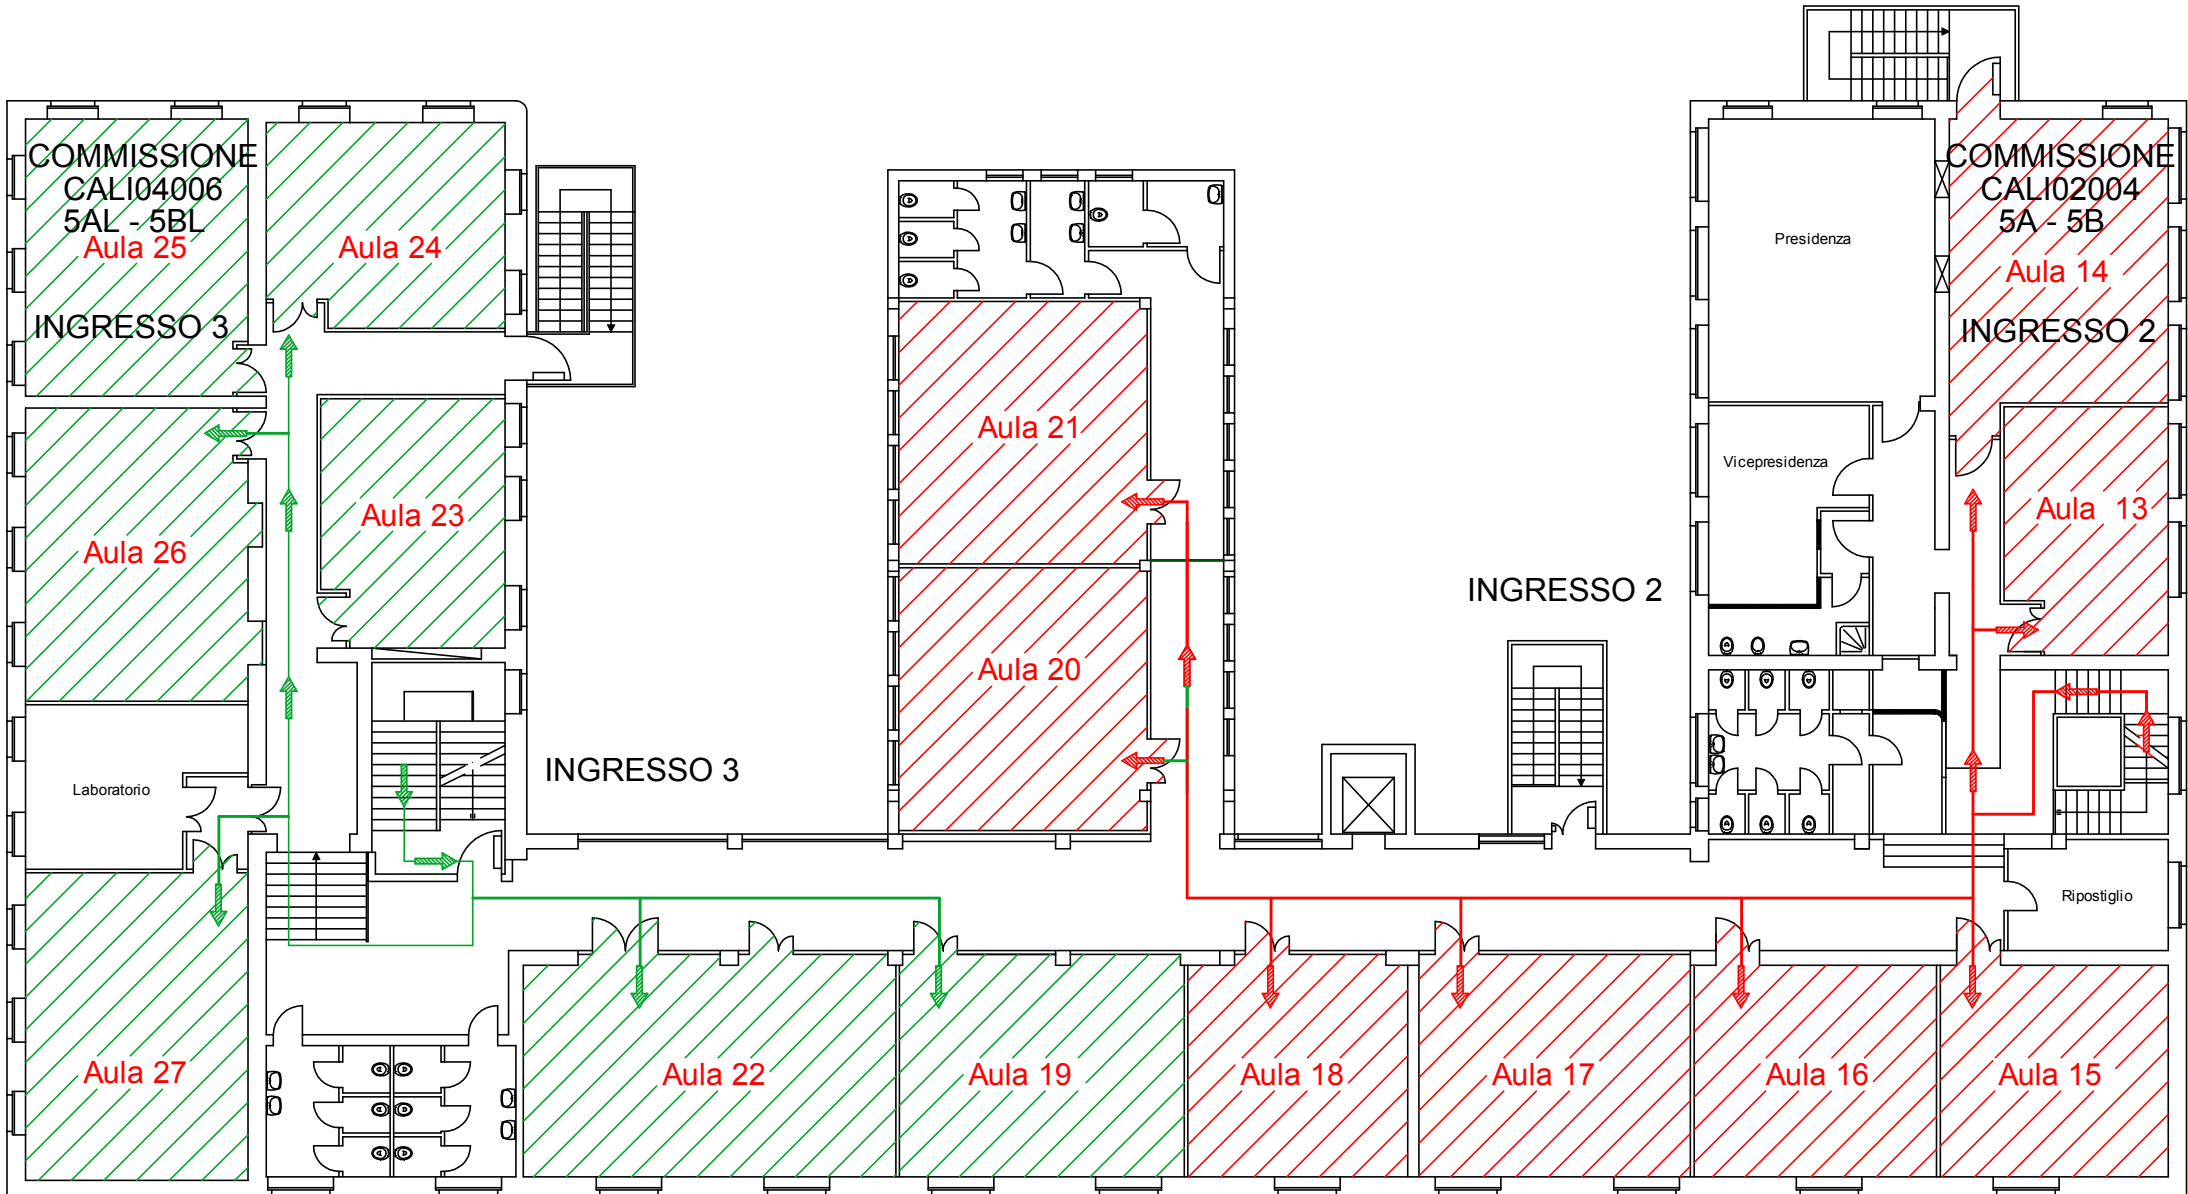 COMMISSIONE
CALI04006
5AL - 5BL
Aula 25
INGRESSO 3
Aula 24
Aula 23
Aula 26
Laboratorio
Aula 27
INGRESSO 3
Aula 22
Aula 19
Aula 21
Aula 20
INGRESSO 2
Aula 18
Aula 17
Aula 16
Aula 15
Presidenza
Vicepresidenza
COMMISSIONE
CALI02004
5A - 5B
Aula 14
INGRESSO 2
Aula 13
Ripostiglio